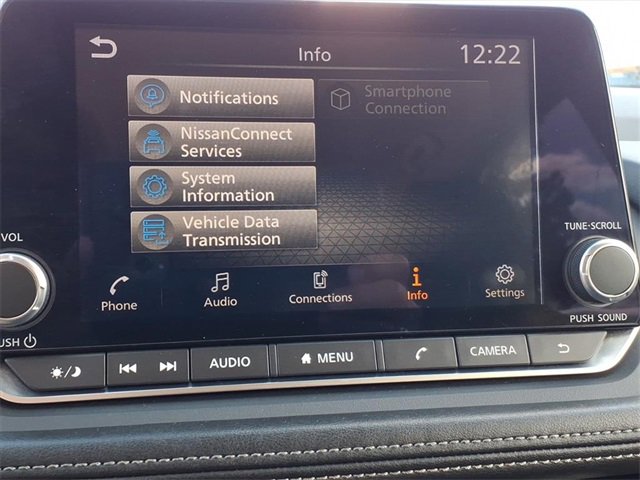 Info
12:22
Notifications
Smartphone
Connection
NissanConnect
Services
System
Information
Vehicle Data
Transmission
VOL
TUNE·SCROLL
Phone
Audio
Connections
Info
Settings
PUSH SOUND
AUDIO
MENU
CAMERA